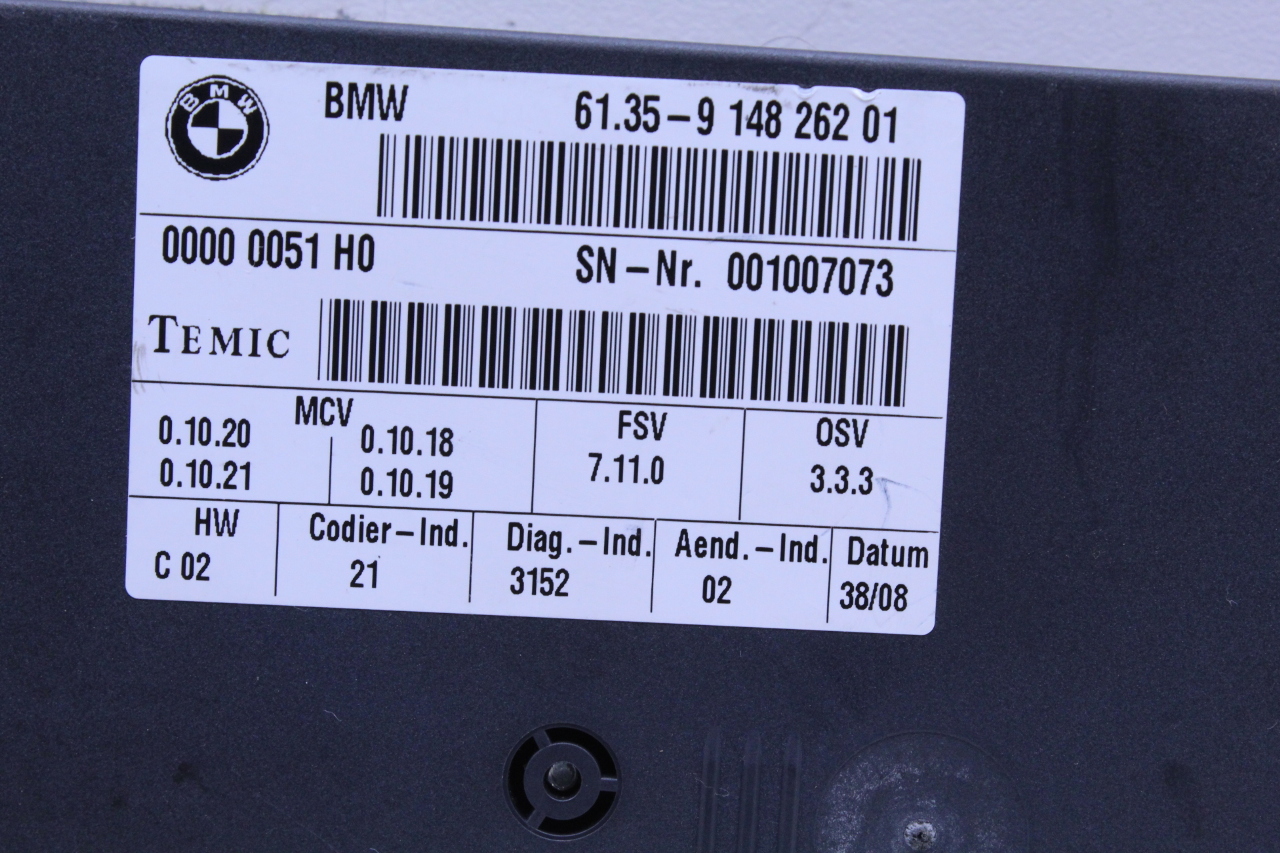 BMW
BMW 61.35-9 148 262 01
0000 0051 H0 SN-Nr. 001007073
TEMIC
MCV FSV OSV
0.10.20 0.10.18 7.11.0 3.3.3
0.10.21 0.10.19
HW Codier-Ind. Diag.-Ind. Aend.-Ind. Datum
C 02 21 3152 02 38/08